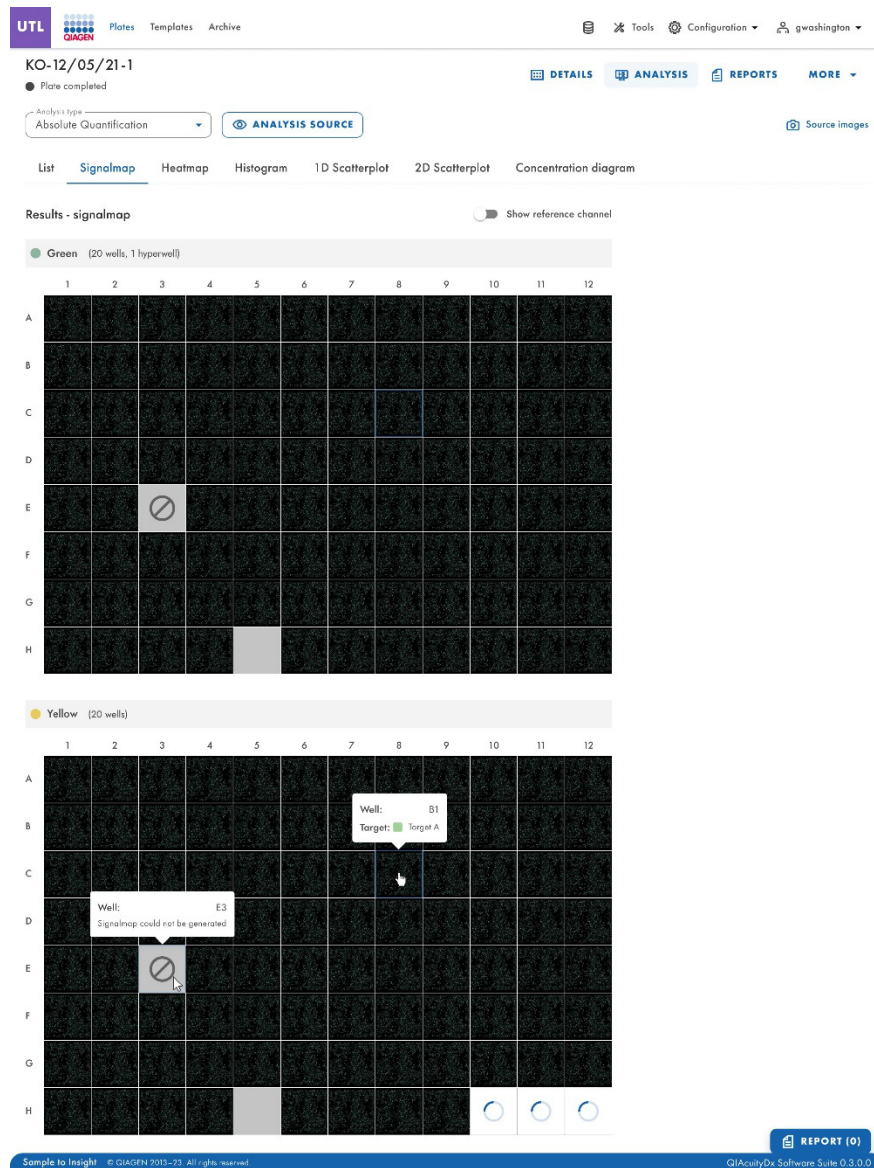 UTL QIAGEN Plates Templates Archive Tools Configuration gwashington
KO-12/05/21-1
Plate completed
DETAILS ANALYSIS REPORTS MORE
Analysis type
Absolute Quantification
ANALYSIS SOURCE
Source images
List Signalmap Heatmap Histogram 1D Scatterplot 2D Scatterplot Concentration diagram
Results - signalmap
Show reference channel
Green (20 wells, 1 hyperwell)
1 2 3 4 5 6 7 8 9 10 11 12
A
B
C
D
E
F
G
H
Yellow (20 wells)
1 2 3 4 5 6 7 8 9 10 11 12
A
Well: B1
B
Target: Target A
C
Well: E3
D
Signalmap could not be generated
E
F
G
H
REPORT (0)
Sample to Insight © QIAGEN 2013–23. All rights reserved. QIAcuityDx Software Suite 0.3.0.0